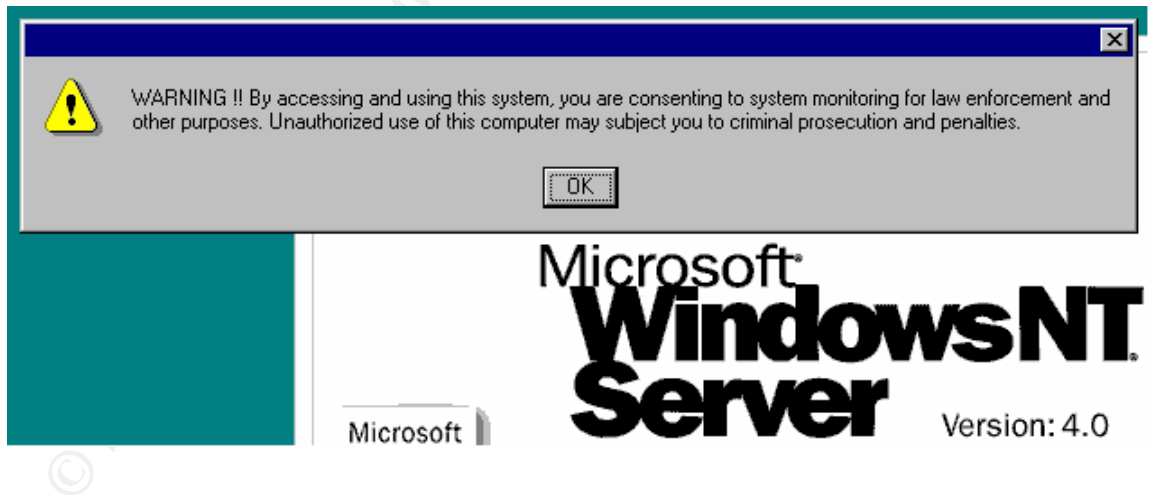 WARNING !! By accessing and using this system, you are consenting to system monitoring for law enforcement and
other purposes. Unauthorized use of this computer may subject you to criminal prosecution and penalties.
OK
Microsoft
WindowsNT
Server
Version: 4.0
Microsoft